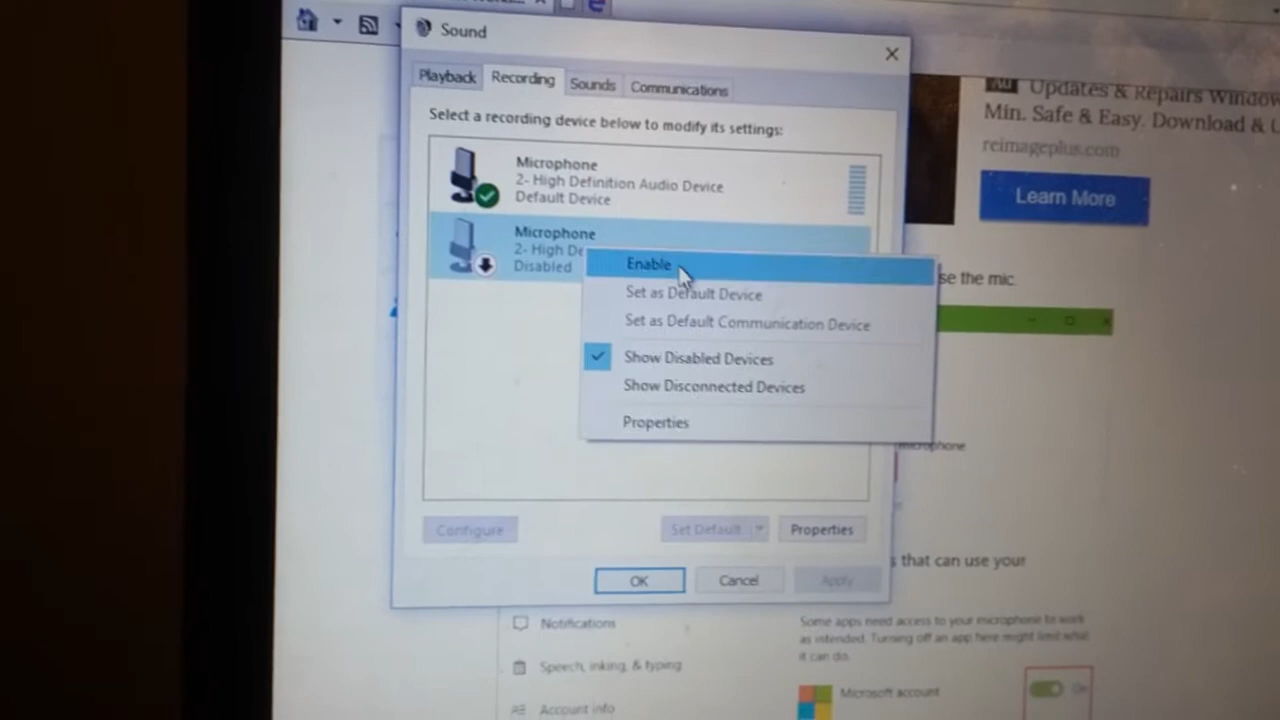 Sound
Playback
Recording
Sounds
Communications
Select a recording device below to modify its settings:
Microphone
2- High Definition Audio Device
Default Device
Microphone
2- High De
Disabled
Enable
Set as Default Device
Set as Default Communication Device
Show Disabled Devices
Show Disconnected Devices
Properties
Configure
Set Default
Properties
OK
Cancel
Apply
Updates & Repairs Window
Min. Safe & Easy. Download &
reimageplus.com
Learn More
se the mic.
microphone
s that can use your
Notifications
Speech, inking, & typing
Account info
Some apps need access to your microphone to work
as intended. Turning off an app here might limit what
it can do.
Microsoft account
On